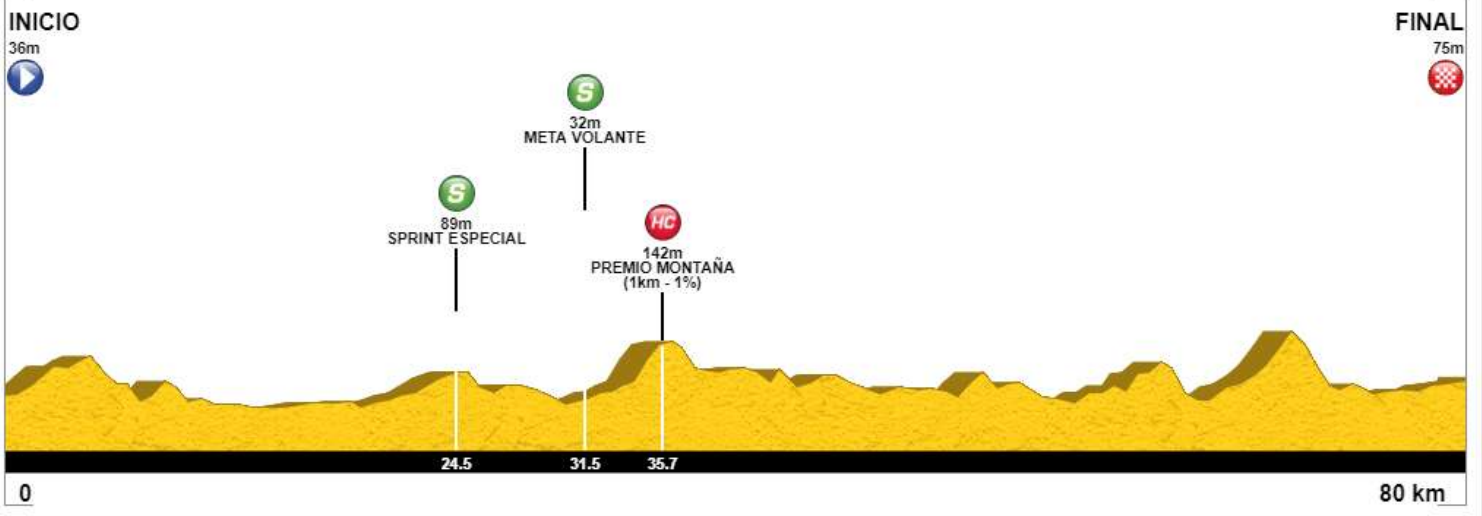 INICIO
36m
FINAL
75m
S
32m
META VOLANTE
S
89m
SPRINT ESPECIAL
HC
142m
PREMIO MONTAÑA
(1km - 1%)
24.5 31.5 35.7
0 80 km